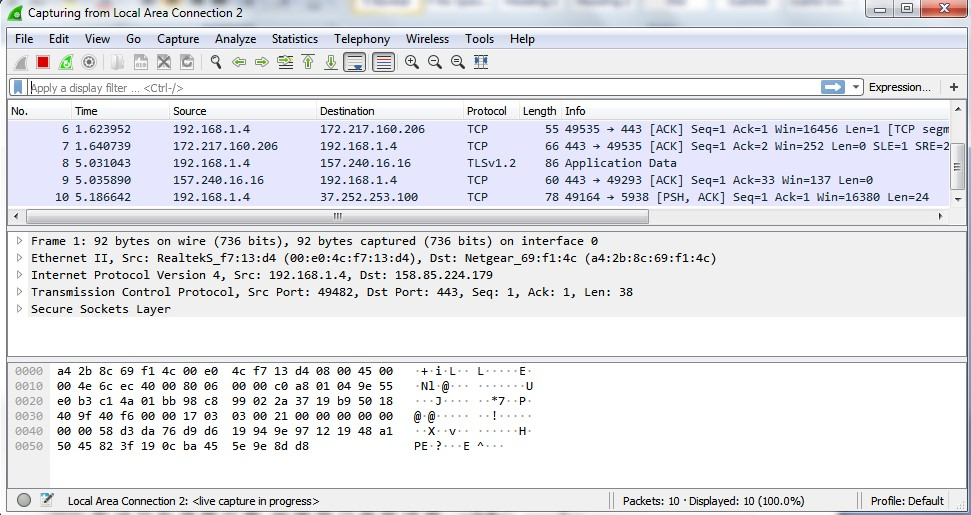 Capturing from Local Area Connection 2
File Edit View Go Capture Analyze Statistics Telephony Wireless Tools Help
Apply a display filter ... <Ctrl-/> Expression... +
No. Time Source Destination Protocol Length Info
6 1.623952 192.168.1.4 172.217.160.206 TCP 55 49535 → 443 [ACK] Seq=1 Ack=1 Win=16456 Len=1 [TCP segm
7 1.640739 172.217.160.206 192.168.1.4 TCP 66 443 → 49535 [ACK] Seq=1 Ack=2 Win=252 Len=0 SLE=1 SRE=2
8 5.031043 192.168.1.4 157.240.16.16 TLSv1.2 86 Application Data
9 5.035890 157.240.16.16 192.168.1.4 TCP 60 443 → 49293 [ACK] Seq=1 Ack=33 Win=137 Len=0
10 5.186642 192.168.1.4 37.252.253.100 TCP 78 49164 → 5938 [PSH, ACK] Seq=1 Ack=1 Win=16380 Len=24
Frame 1: 92 bytes on wire (736 bits), 92 bytes captured (736 bits) on interface 0
Ethernet II, Src: RealtekS_f7:13:d4 (00:e0:4c:f7:13:d4), Dst: Netgear_69:f1:4c (a4:2b:8c:69:f1:4c)
Internet Protocol Version 4, Src: 192.168.1.4, Dst: 158.85.224.179
Transmission Control Protocol, Src Port: 49482, Dst Port: 443, Seq: 1, Ack: 1, Len: 38
Secure Sockets Layer
0000 a4 2b 8c 69 f1 4c 00 e0 4c f7 13 d4 08 00 45 00 ·+·i·L·· L·····E·
0010 00 4e 6c ec 40 00 80 06 00 00 c0 a8 01 04 9e 55 ·Nl·@··· ·······U
0020 e0 b3 c1 4a 01 bb 98 c8 99 02 2a 37 19 b9 50 18 ···J···· ··*7··P·
0030 40 9f 40 f6 00 00 17 03 03 00 21 00 00 00 00 00 @·@····· ··!·····
0040 00 00 58 d3 da 76 d9 d6 19 94 9e 97 12 19 48 a1 ··X··v·· ······H·
0050 50 45 82 3f 19 0c ba 45 5e 9e 8d d8 PE·?···E ^···
Local Area Connection 2: <live capture in progress> Packets: 10 · Displayed: 10 (100.0%) Profile: Default